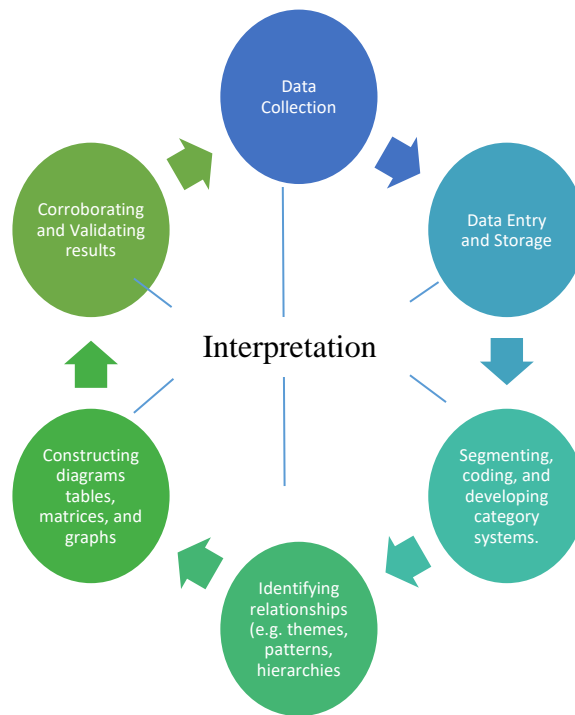 Data
Collection
Data Entry
and Storage
Segmenting,
coding, and
developing
category
systems.
Identifying
relationships
(e.g. themes,
patterns,
hierarchies
Constructing
diagrams
tables,
matrices, and
graphs
Corroborating
and Validating
results
Interpretation